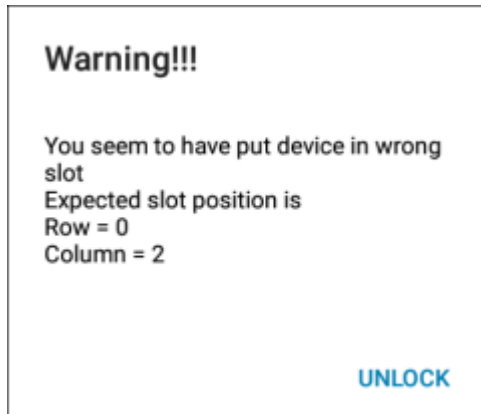 Warning!!!
You seem to have put device in wrong
slot
Expected slot position is
Row = 0
Column = 2
UNLOCK